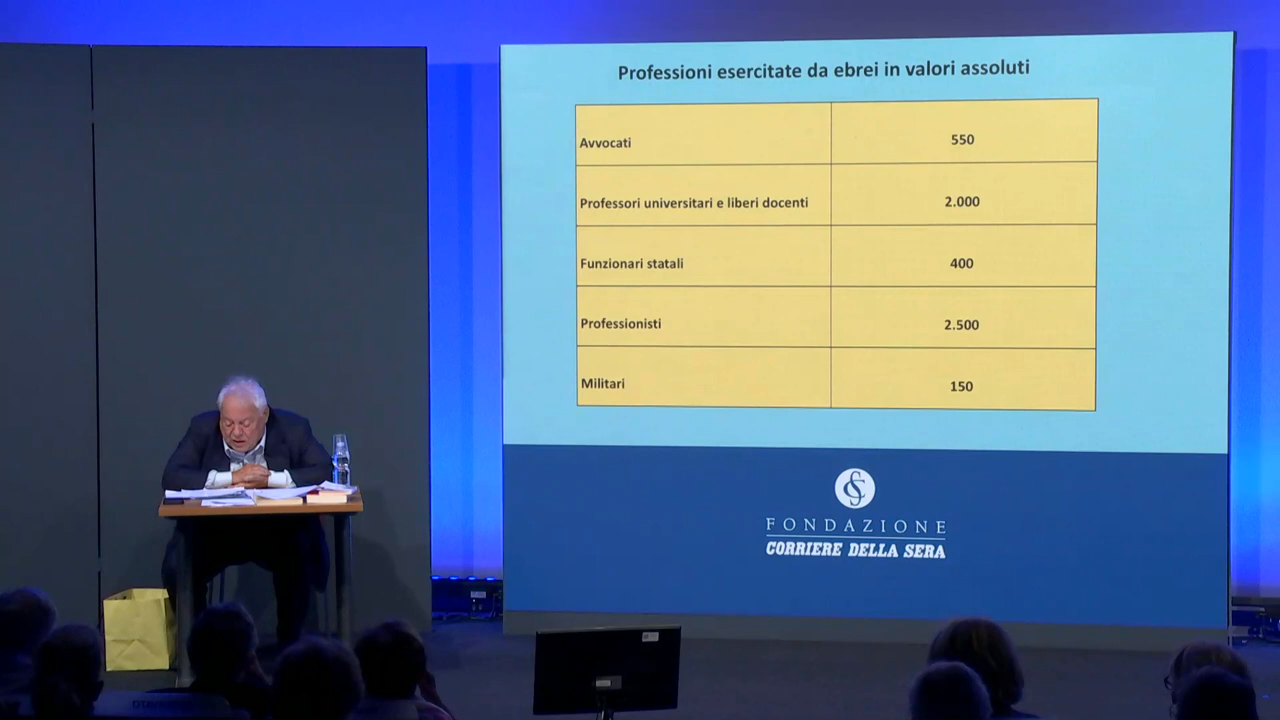 Professioni esercitate da ebrei in valori assoluti
Avvocati 550
Professori universitari e liberi docenti 2.000
Funzionari statali 400
Professionisti 2.500
Militari 150
FONDAZIONE
CORRIERE DELLA SERA